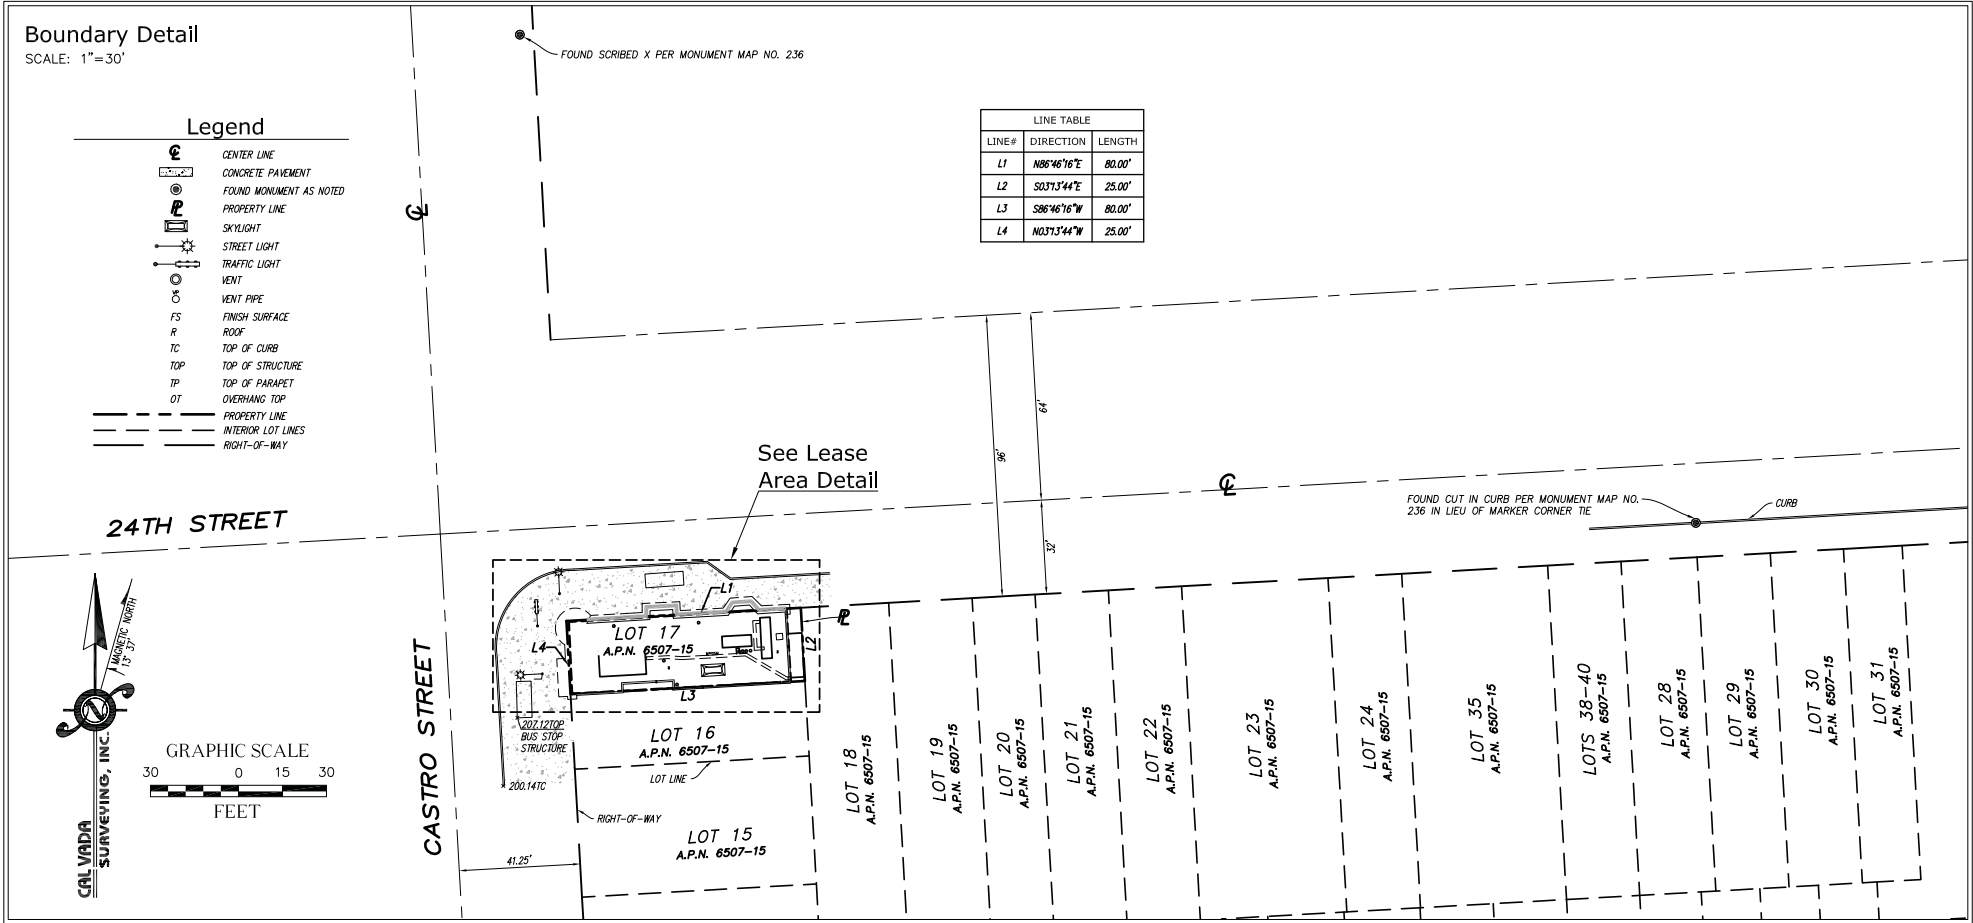 Boundary Detail
SCALE: 1"=30'
FOUND SCRIBED X PER MONUMENT MAP NO. 236
Legend
CENTER LINE
CONCRETE PAVEMENT
FOUND MONUMENT AS NOTED
PROPERTY LINE
SKYLIGHT
STREET LIGHT
TRAFFIC LIGHT
VENT
VP VENT PIPE
FS FINISH SURFACE
R ROOF
TC TOP OF CURB
TOP TOP OF STRUCTURE
TP TOP OF PARAPET
OT OVERHANG TOP
PROPERTY LINE
INTERIOR LOT LINES
RIGHT-OF-WAY
LINE TABLE
LINE# DIRECTION LENGTH
L1 N86°46'16"E 80.00'
L2 S03°13'44"E 25.00'
L3 S86°46'16"W 80.00'
L4 N03°13'44"W 25.00'
64'
96'
32'
See Lease
Area Detail
FOUND CUT IN CURB PER MONUMENT MAP NO.
236 IN LIEU OF MARKER CORNER TIE
CURB
24TH STREET
CASTRO STREET
L1
LOT 17
A.P.N. 6507-15
L4
L2
L3
207.12TOP
BUS STOP
STRUCTURE
200.14TC
LOT 16
A.P.N. 6507-15
LOT LINE
RIGHT-OF-WAY
LOT 15
A.P.N. 6507-15
41.25'
LOT 18
A.P.N. 6507-15
LOT 19
A.P.N. 6507-15
LOT 20
A.P.N. 6507-15
LOT 21
A.P.N. 6507-15
LOT 22
A.P.N. 6507-15
LOT 23
A.P.N. 6507-15
LOT 24
A.P.N. 6507-15
LOT 35
A.P.N. 6507-15
LOTS 38-40
A.P.N. 6507-15
LOT 28
A.P.N. 6507-15
LOT 29
A.P.N. 6507-15
LOT 30
A.P.N. 6507-15
LOT 31
A.P.N. 6507-15
MAGNETIC NORTH
13° 37'
CAL VADA
SURVEYING, INC.
GRAPHIC SCALE
30 0 15 30
FEET